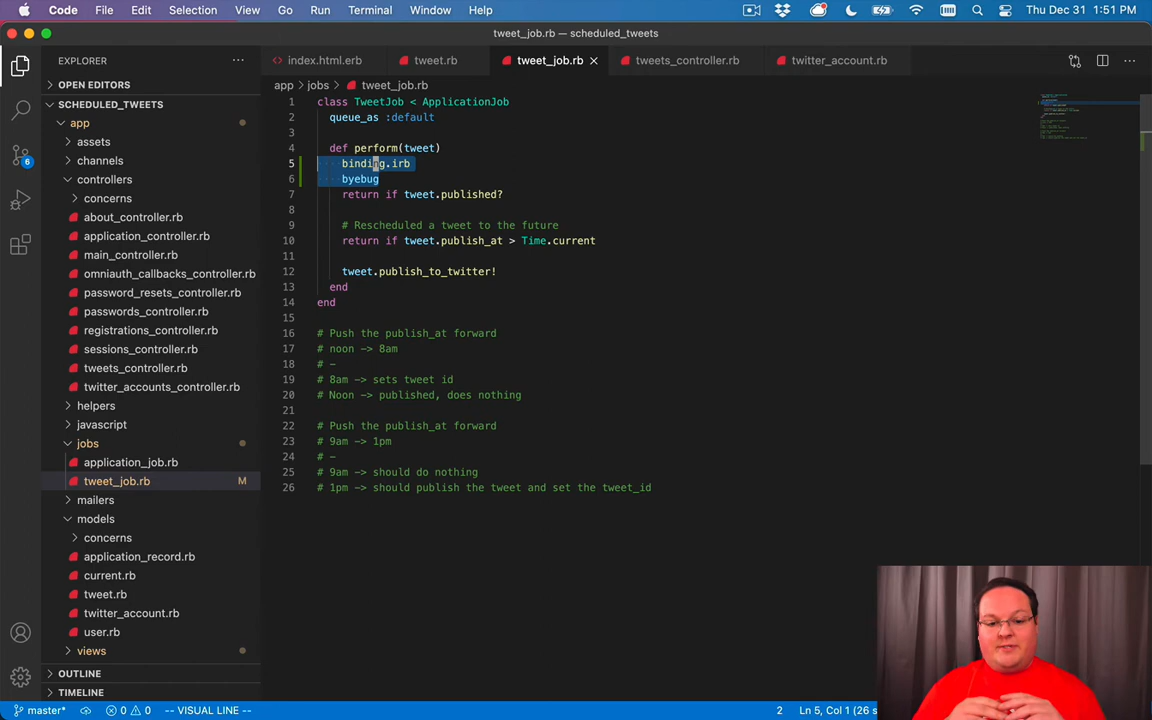 Code File Edit Selection View Go Run Terminal Window Help Thu Dec 31 1:51 PM
tweet_job.rb — scheduled_tweets
EXPLORER
OPEN EDITORS
SCHEDULED_TWEETS
app
assets
channels
controllers
concerns
about_controller.rb
application_controller.rb
main_controller.rb
omniauth_callbacks_controller.rb
password_resets_controller.rb
passwords_controller.rb
registrations_controller.rb
sessions_controller.rb
tweets_controller.rb
twitter_accounts_controller.rb
helpers
javascript
jobs
application_job.rb
tweet_job.rb M
mailers
models
concerns
application_record.rb
current.rb
tweet.rb
twitter_account.rb
user.rb
views
OUTLINE
TIMELINE
6
index.html.erb tweet.rb tweet_job.rb tweets_controller.rb twitter_account.rb
app > jobs > tweet_job.rb
1 class TweetJob < ApplicationJob
2 queue_as :default
3
4 def perform(tweet)
5 binding.irb
6 byebug
7 return if tweet.published?
8
9 # Rescheduled a tweet to the future
10 return if tweet.publish_at > Time.current
11
12 tweet.publish_to_twitter!
13 end
14 end
15
16 # Push the publish_at forward
17 # noon -> 8am
18 # -
19 # 8am -> sets tweet id
20 # Noon -> published, does nothing
21
22 # Push the publish_at forward
23 # 9am -> 1pm
24 # -
25 # 9am -> should do nothing
26 # 1pm -> should publish the tweet and set the tweet_id
master* 0 0 -- VISUAL LINE -- 2 Ln 5, Col 1 (26 s